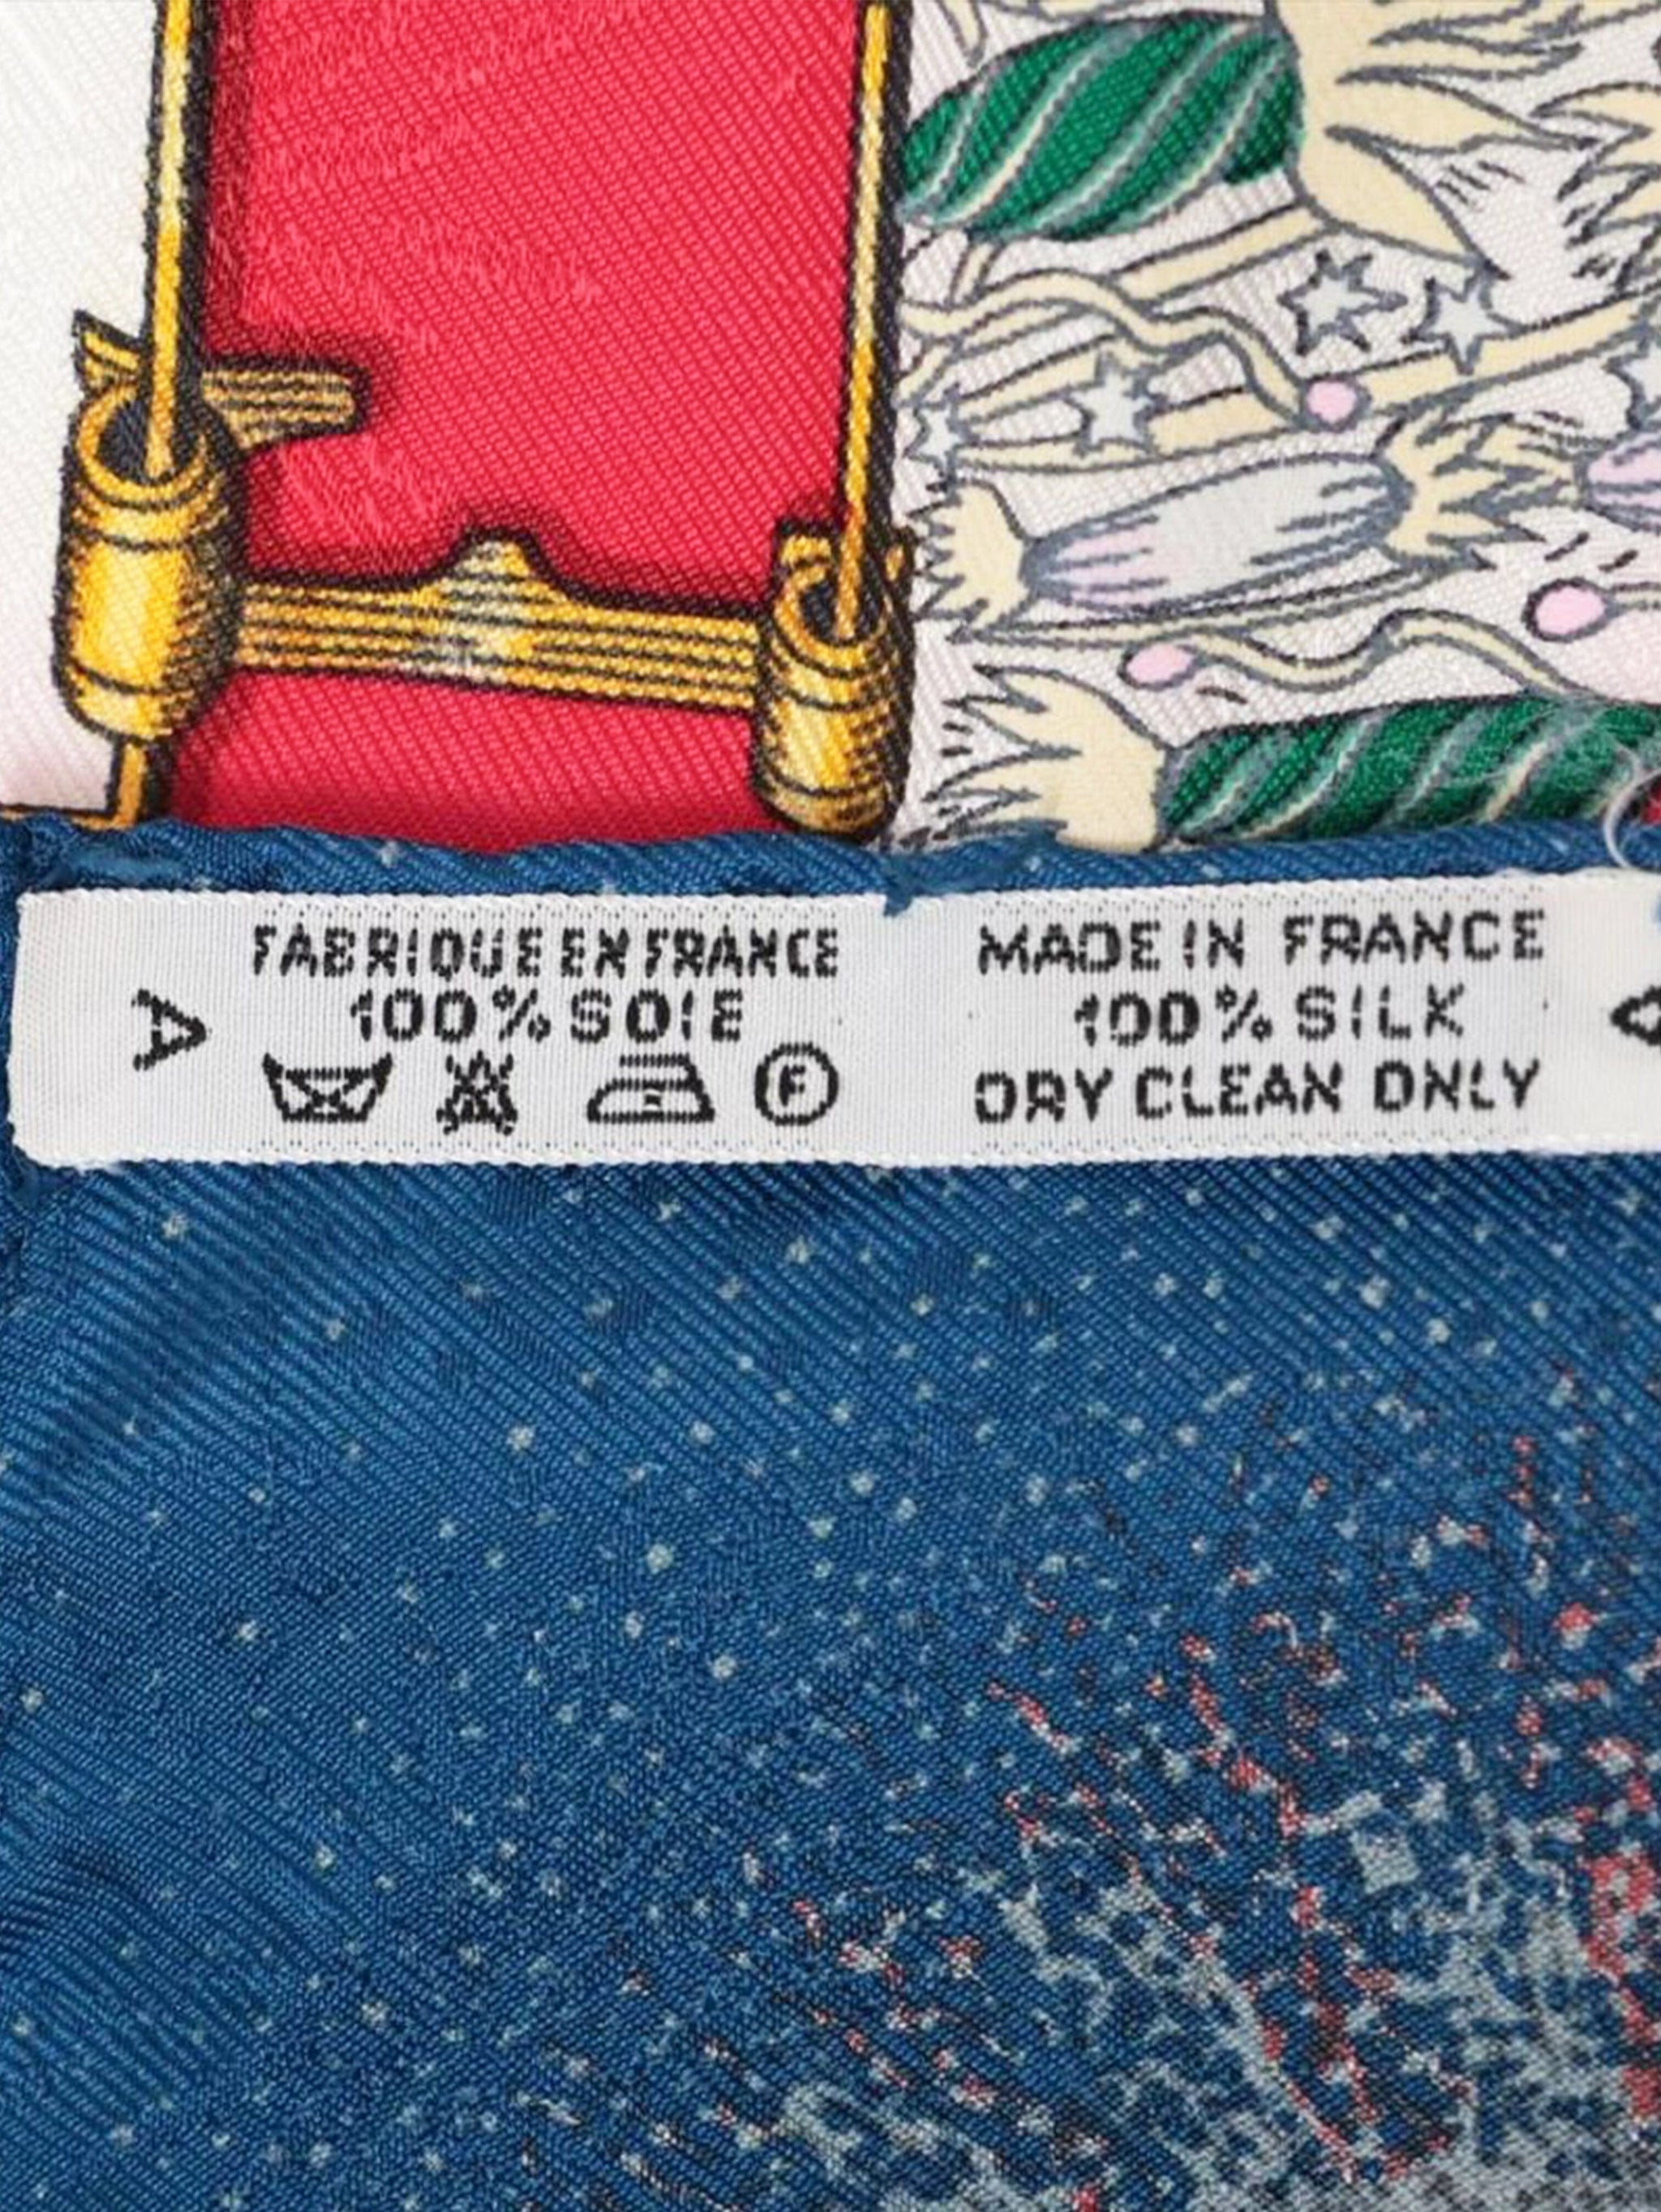 A
FABRIQUE EN FRANCE
100% SOIE
F
MADE IN FRANCE
100% SILK
DRY CLEAN ONLY